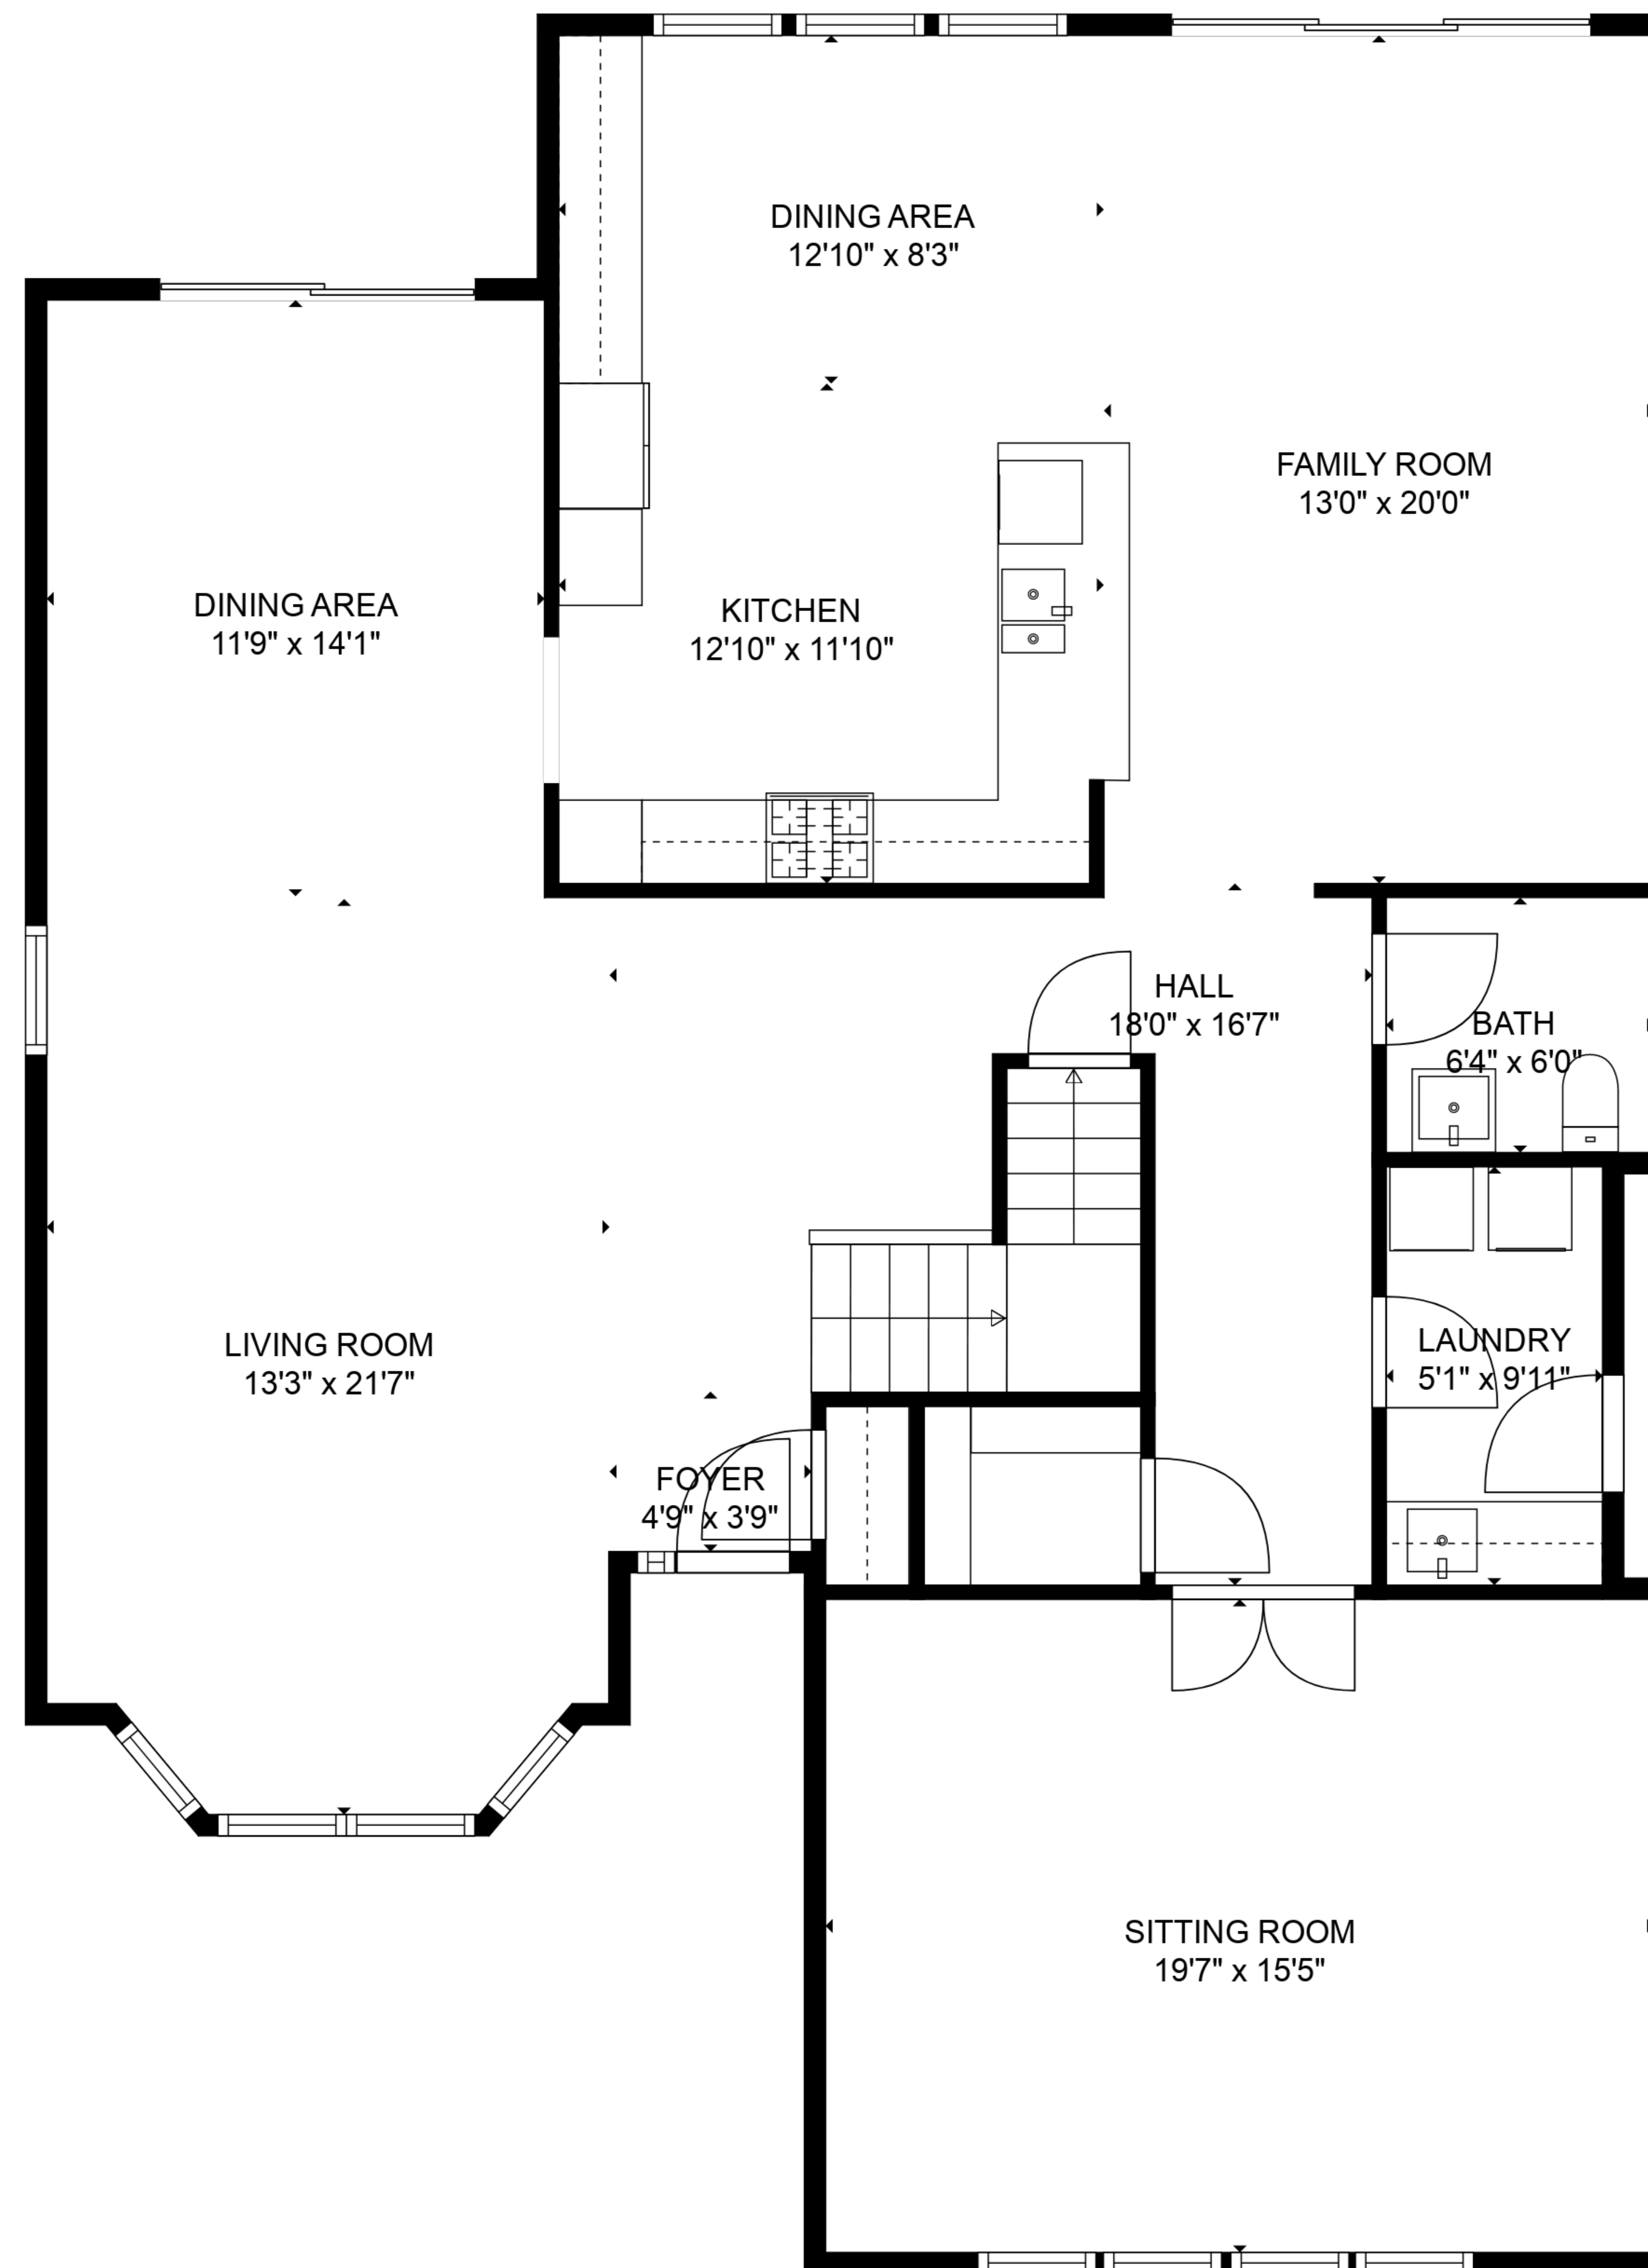 DINING AREA
12'10" x 8'3"
FAMILY ROOM
13'0" x 20'0"
DINING AREA
11'9" x 14'1"
KITCHEN
12'10" x 11'10"
HALL
18'0" x 16'7"
BATH
6'4" x 6'0"
LIVING ROOM
13'3" x 21'7"
LAUNDRY
5'1" x 9'11"
FOYER
4'9" x 3'9"
SITTING ROOM
19'7" x 15'5"